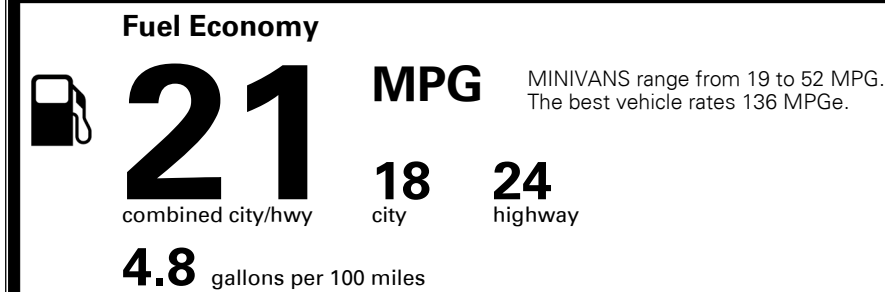 Fuel Economy
21 MPG
MINIVANS range from 19 to 52 MPG.
The best vehicle rates 136 MPGe.
18 24
combined city/hwy city highway
4.8 gallons per 100 miles